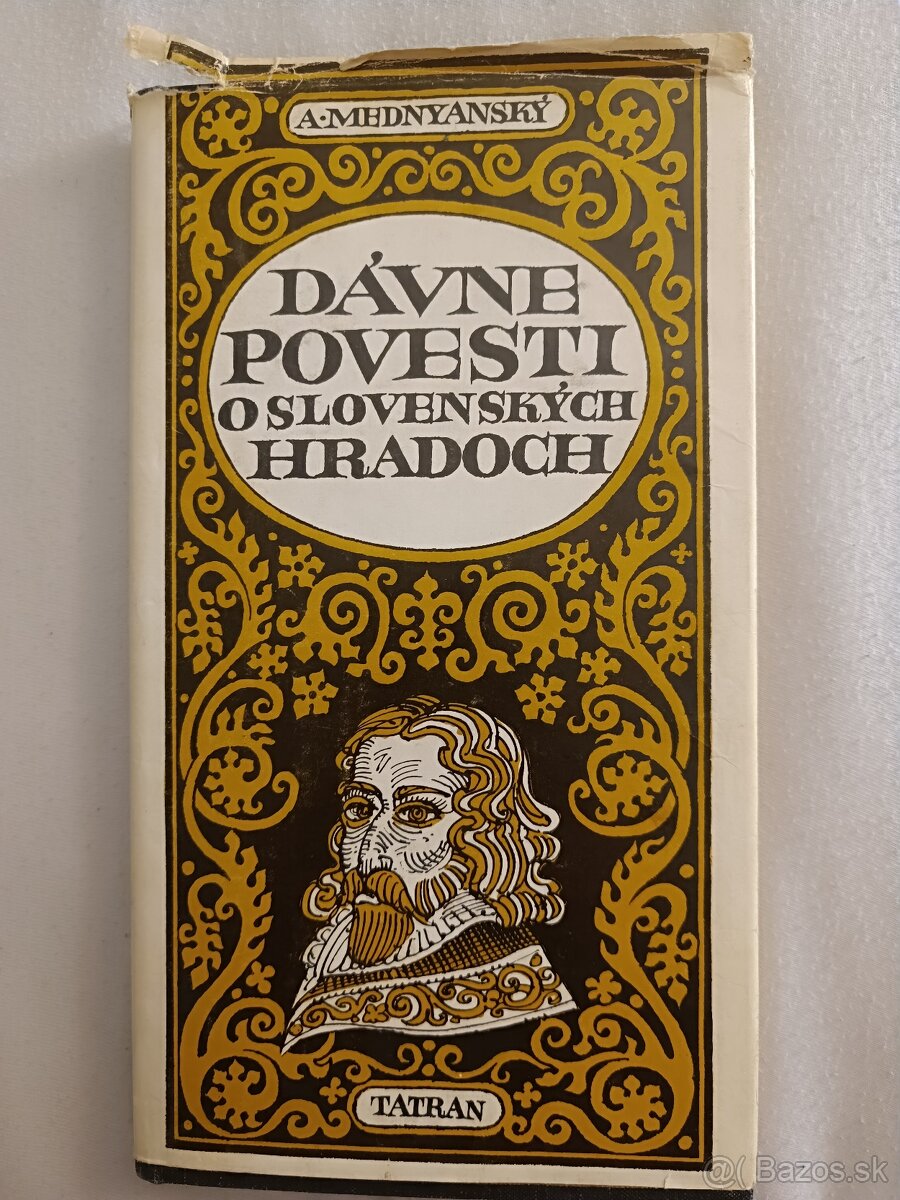 A·MEDNYANSKÝ
DÁVNE
POVESTI
O SLOVENSKÝCH
HRADOCH
TATRAN
@( Bazos.sk